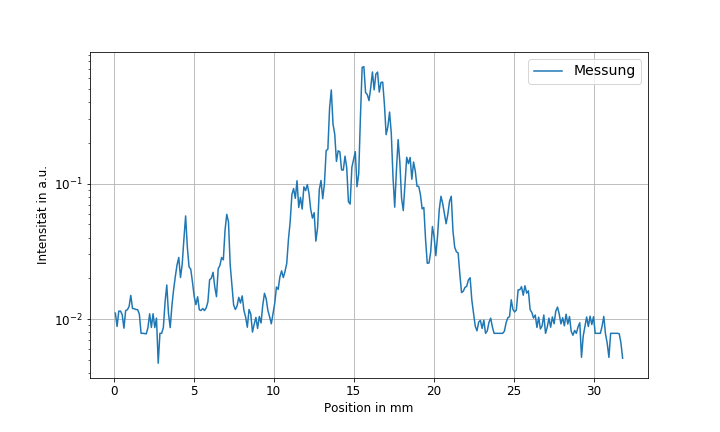 Messung
Intensität in a.u.
10⁻¹
10⁻²
0 5 10 15 20 25 30
Position in mm